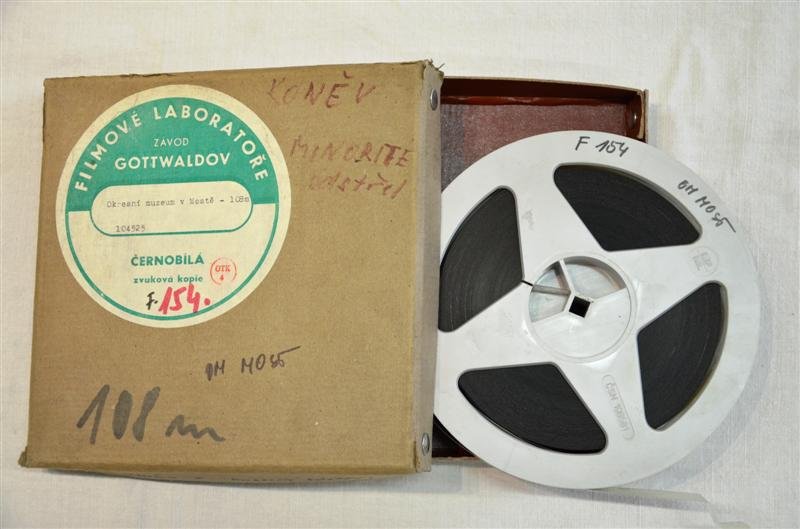 FILMOVÉ LABORATOŘE
ZÁVOD
GOTTWALDOV
Okresní muzeum v Mostě - 108m
104525
ČERNOBÍLÁ
zvuková kopie
OTK
4
F. 154.
KONĚV
MINORITÉ
odstřel
OM MOST
108 m
F 154
OM MOST